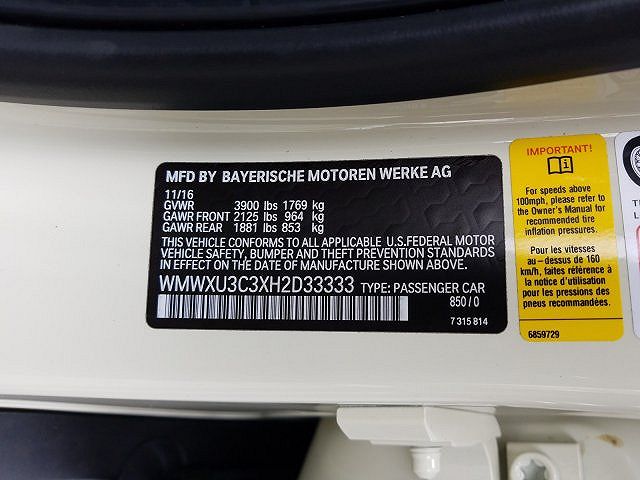 MFD BY BAYERISCHE MOTOREN WERKE AG
11/16
GVWR 3900 lbs 1769 kg
GAWR FRONT 2125 lbs 964 kg
GAWR REAR 1881 lbs 853 kg
THIS VEHICLE CONFORMS TO ALL APPLICABLE U.S.FEDERAL MOTOR
VEHICLE SAFETY, BUMPER AND THEFT PREVENTION STANDARDS
IN EFFECT ON THE DATE OF MANUFACTURE SHOWN ABOVE.
WMWXU3C3XH2D33333 TYPE: PASSENGER CAR
850/0
7 315 814
IMPORTANT!
For speeds above
100mph, please refer to
the Owner's Manual for
recommended tire
inflation pressures.
Pour les vitesses
au-dessus de 160
km/h, faites référence à
la notice d'utilisation
pour les pressions des
pneus recommandées.
6859729